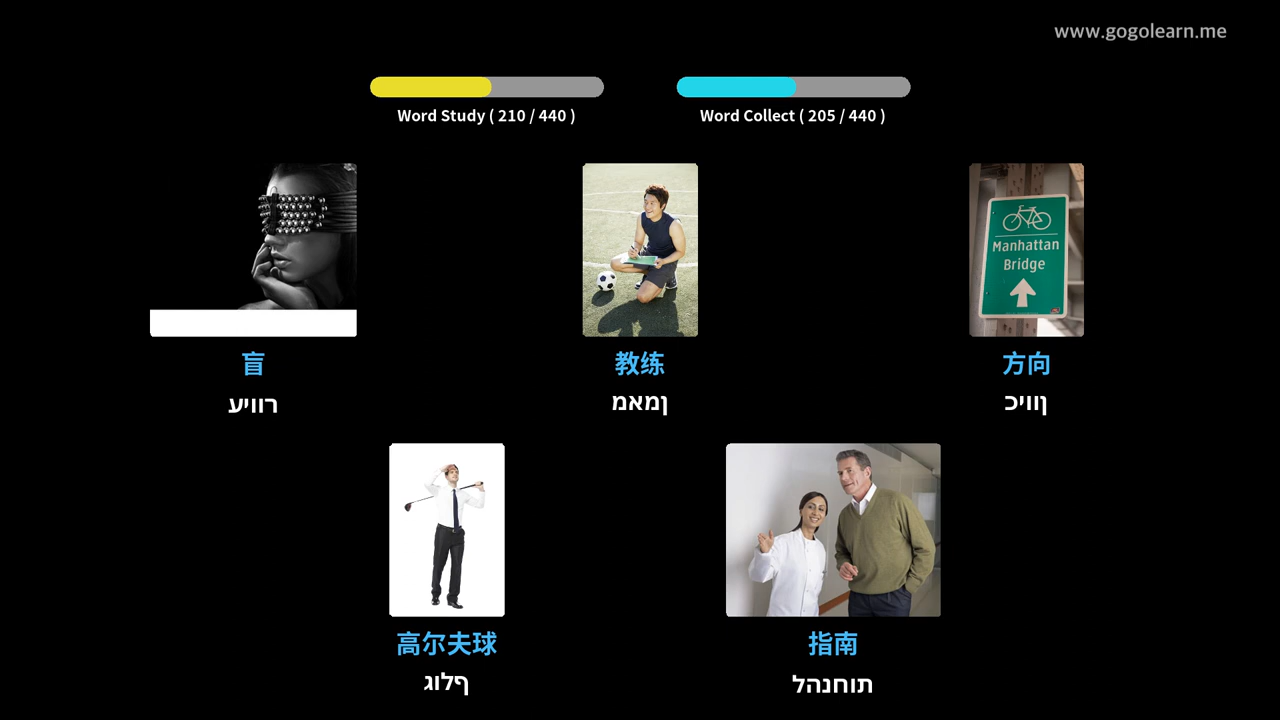 www.gogolearn.me
Word Study ( 210 / 440 )
Word Collect ( 205 / 440 )
Manhattan
Bridge
盲
教练
方向
עיוור
מאמן
כיוון
高尔夫球
指南
גולף
להנחות